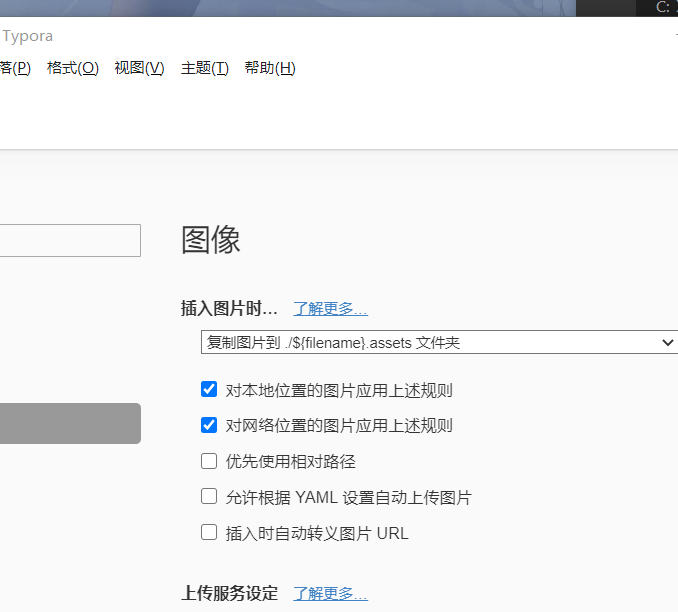 C:
Typora
落(P) 格式(O) 视图(V) 主题(T) 帮助(H)
图像
插入图片时... 了解更多...
复制图片到 ./${filename}.assets 文件夹
对本地位置的图片应用上述规则
对网络位置的图片应用上述规则
优先使用相对路径
允许根据 YAML 设置自动上传图片
插入时自动转义图片 URL
上传服务设定 了解更多...